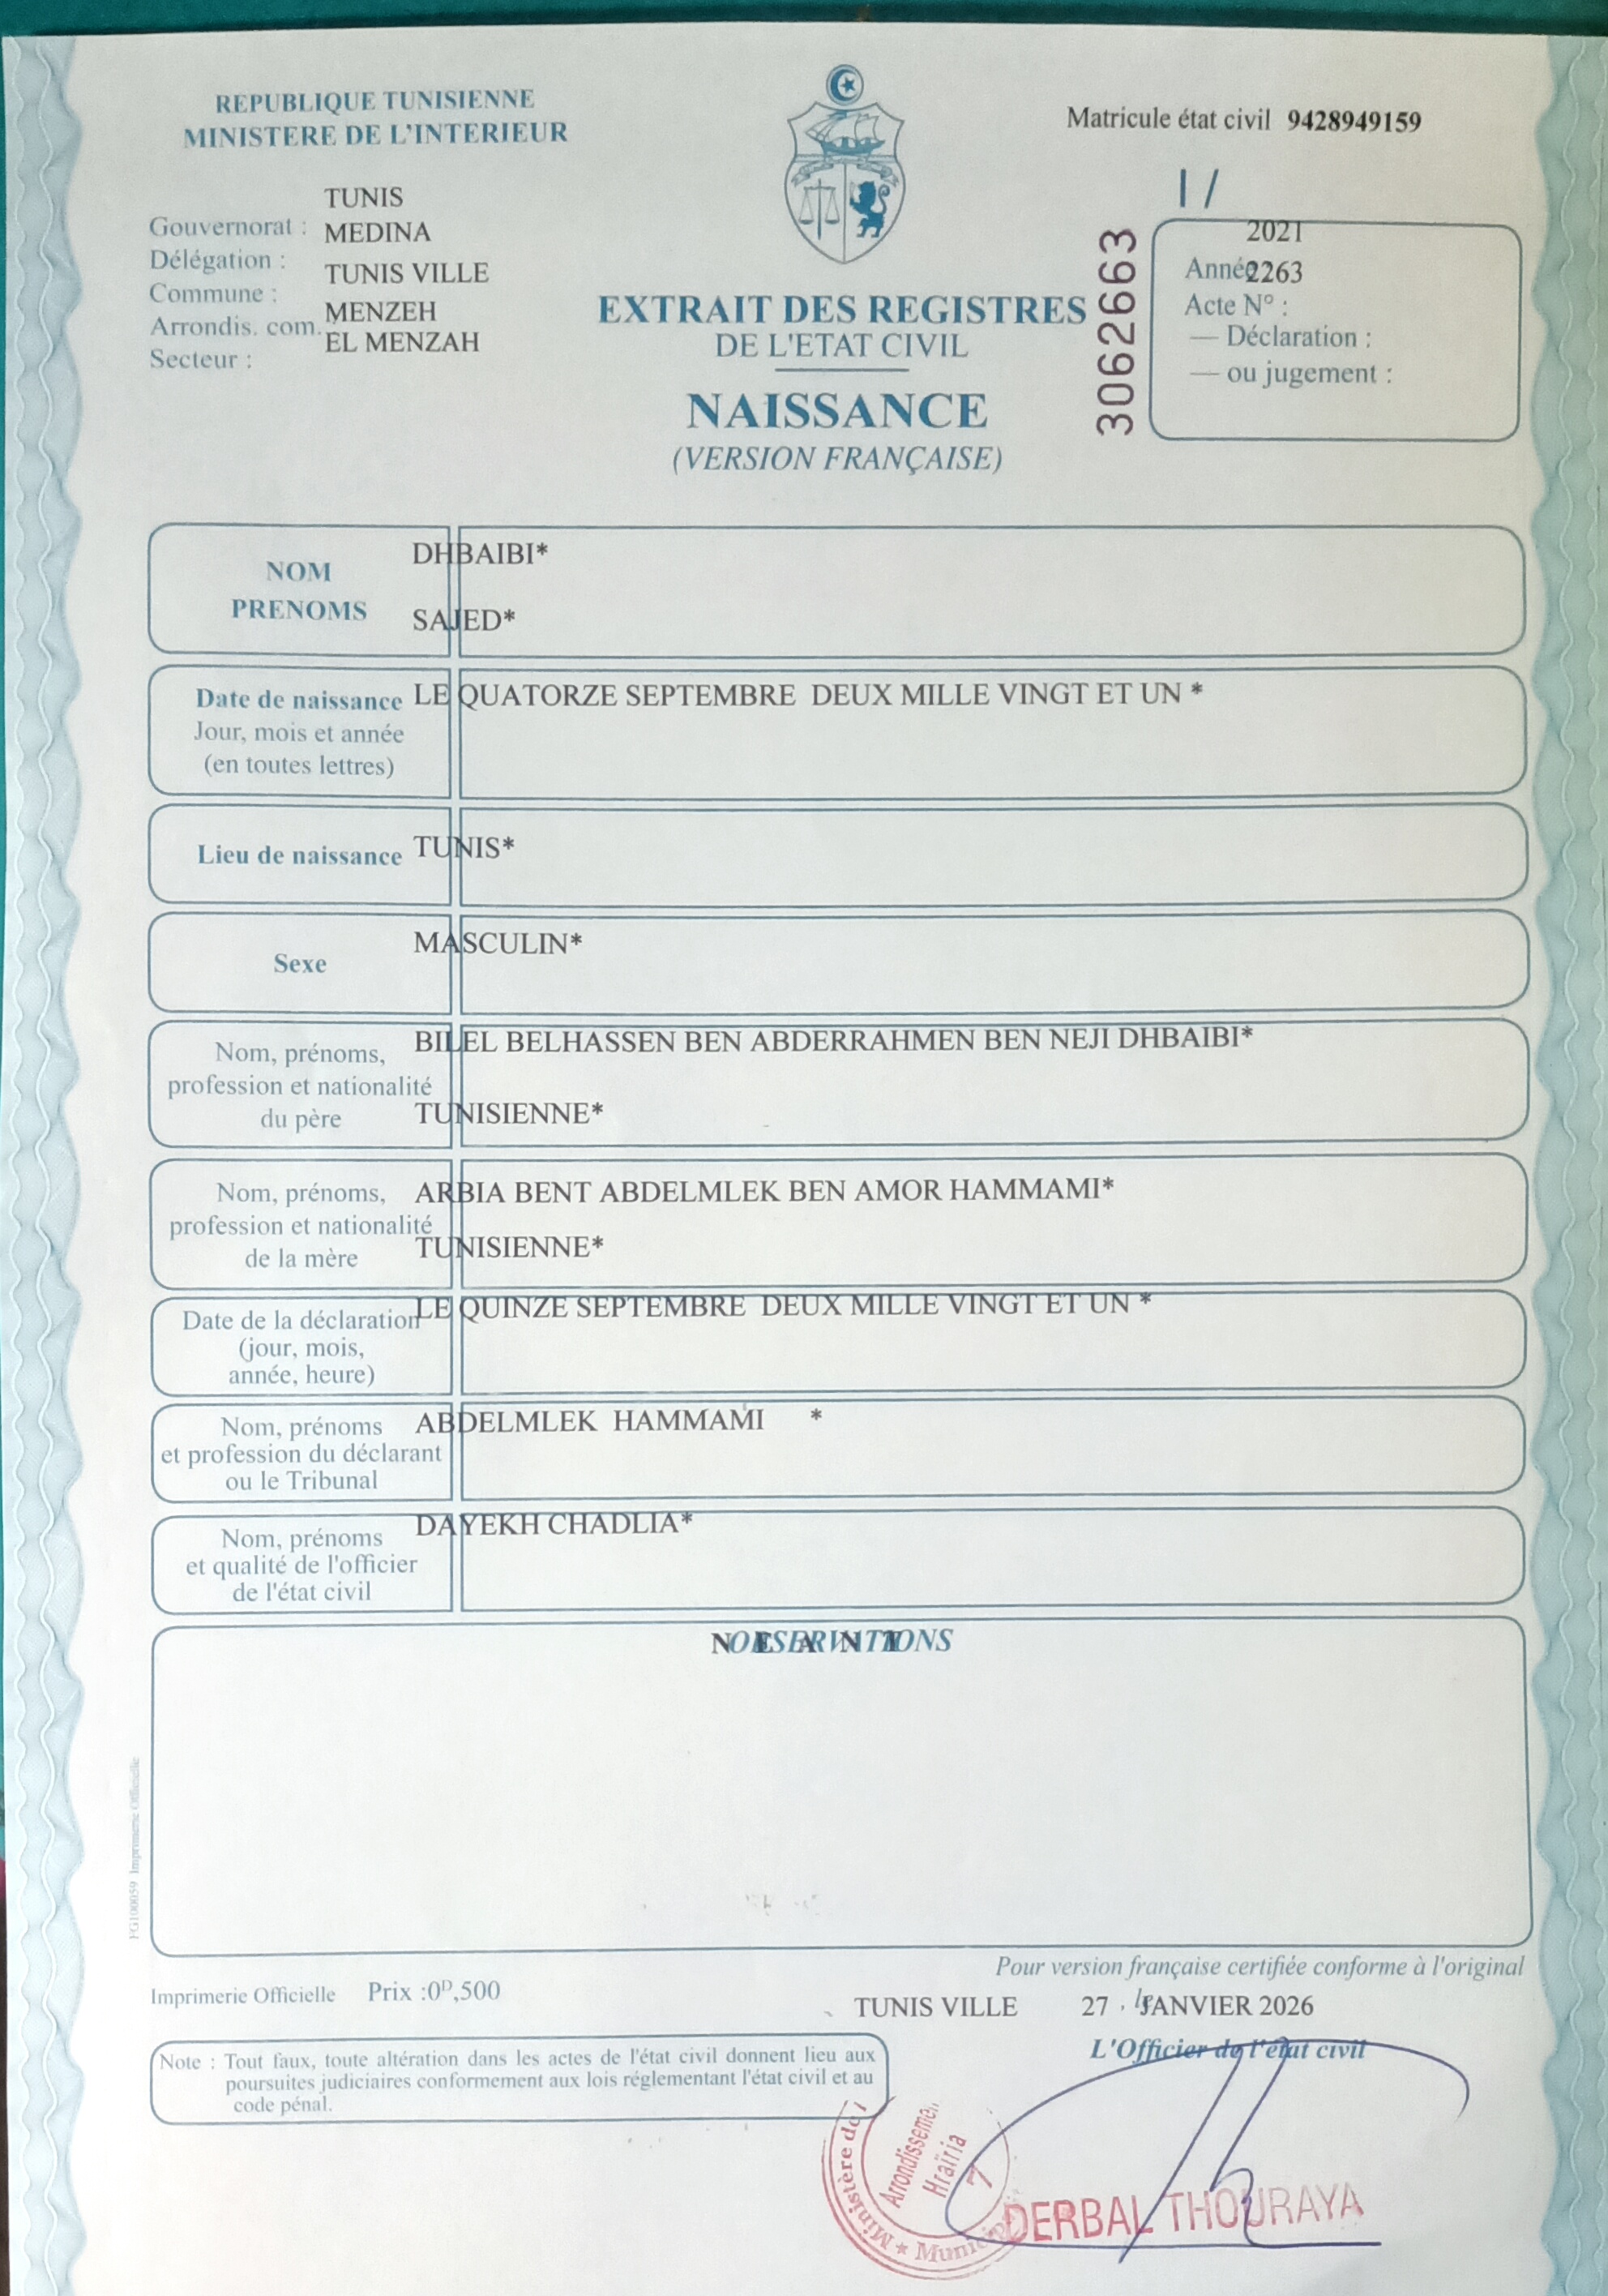 REPUBLIQUE TUNISIENNE
MINISTERE DE L'INTERIEUR
Matricule état civil 9428949159
1/
TUNIS
Gouvernorat : MEDINA
Délégation :
TUNIS VILLE
Commune :
MENZEH
Arrondis. com.
EL MENZAH
Secteur :
3062663
2021
Année 2263
Acte N° :
— Déclaration :
— ou jugement :
EXTRAIT DES REGISTRES
DE L'ETAT CIVIL
NAISSANCE
(VERSION FRANÇAISE)
NOM
PRENOMS
DHBAIBI*
SAJED*
Date de naissance
Jour, mois et année
(en toutes lettres)
LE QUATORZE SEPTEMBRE DEUX MILLE VINGT ET UN *
Lieu de naissance TUNIS*
Sexe
MASCULIN*
Nom, prénoms,
profession et nationalité
du père
BILEL BELHASSEN BEN ABDERRAHMEN BEN NEJI DHBAIBI*
TUNISIENNE*
Nom, prénoms,
profession et nationalité
de la mère
ARBIA BENT ABDELMLEK BEN AMOR HAMMAMI*
TUNISIENNE*
Date de la déclaration
(jour, mois,
année, heure)
LE QUINZE SEPTEMBRE DEUX MILLE VINGT ET UN *
Nom, prénoms
et profession du déclarant
ou le Tribunal
ABDELMLEK HAMMAMI *
Nom, prénoms
et qualité de l'officier
de l'état civil
DAYEKH CHADLIA*
OBSERVATIONS
N E A N T
FG100059 Imprimerie Officielle
Pour version française certifiée conforme à l'original
Imprimerie Officielle Prix :0ᴰ,500
TUNIS VILLE 27 , le JANVIER 2026
L'Officier de l'état civil
Note : Tout faux, toute altération dans les actes de l'état civil donnent lieu aux
poursuites judiciaires conformement aux lois réglementant l'état civil et au
code pénal.
Ministère de
Arrondissement
Hraïria
7
DERBAL THOURAYA